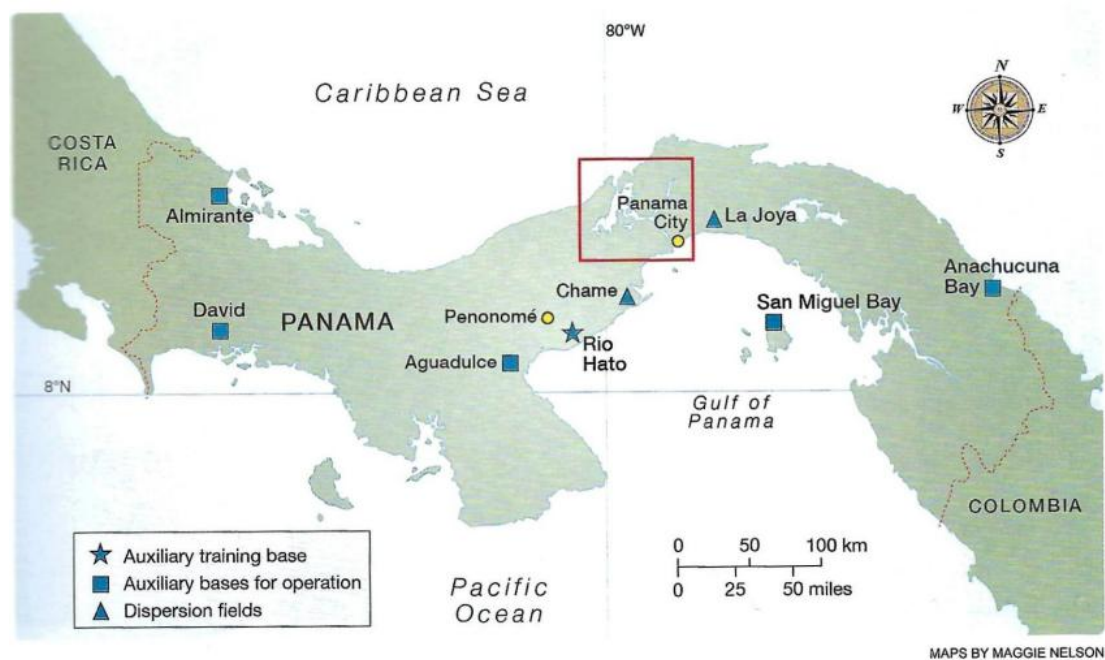 80°W
Caribbean Sea
N
W
E
S
COSTA
RICA
Almirante
Panama
City
La Joya
Anachucuna
Bay
David
PANAMA
Penonomé
Chame
San Miguel Bay
Rio
Hato
Aguadulce
8°N
Gulf of
Panama
COLOMBIA
Auxiliary training base
Auxiliary bases for operation
Dispersion fields
Pacific
Ocean
0 50 100 km
0 25 50 miles
MAPS BY MAGGIE NELSON